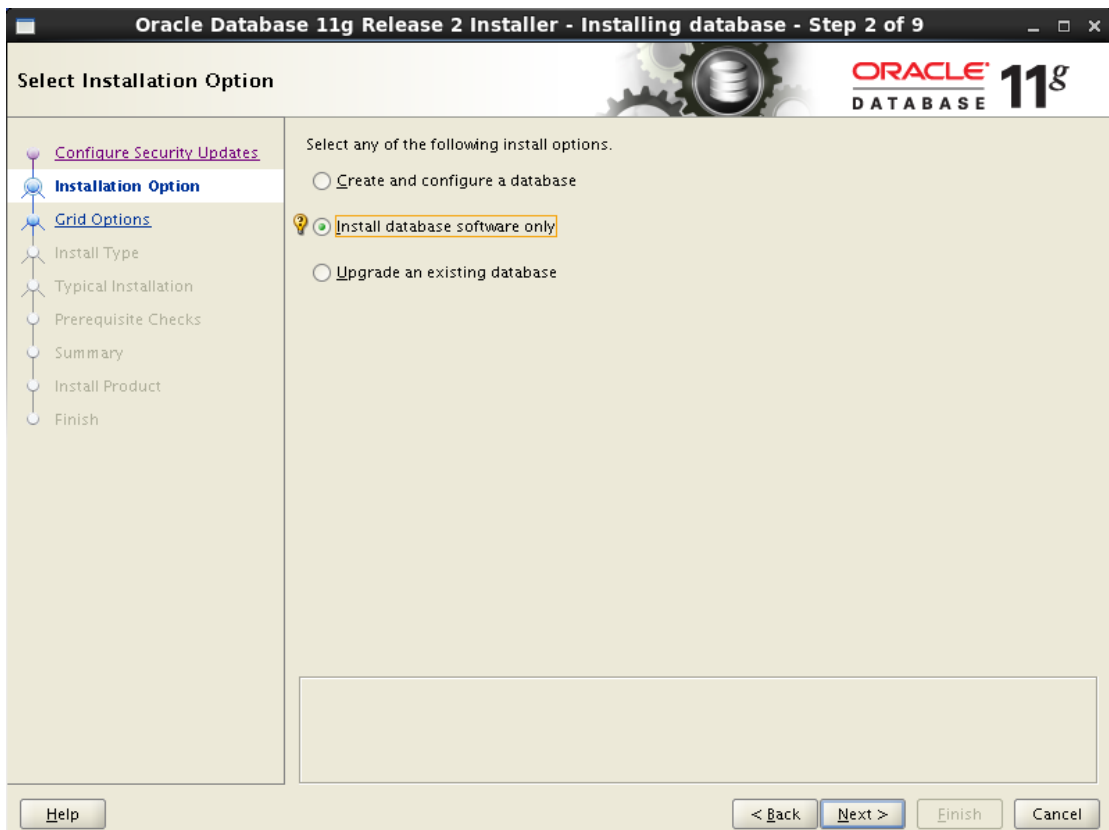 Oracle Database 11g Release 2 Installer - Installing database - Step 2 of 9
Select Installation Option
ORACLE
DATABASE 11g
Configure Security Updates
Installation Option
Grid Options
Install Type
Typical Installation
Prerequisite Checks
Summary
Install Product
Finish
Select any of the following install options.
Create and configure a database
Install database software only
Upgrade an existing database
Help
< Back
Next >
Finish
Cancel